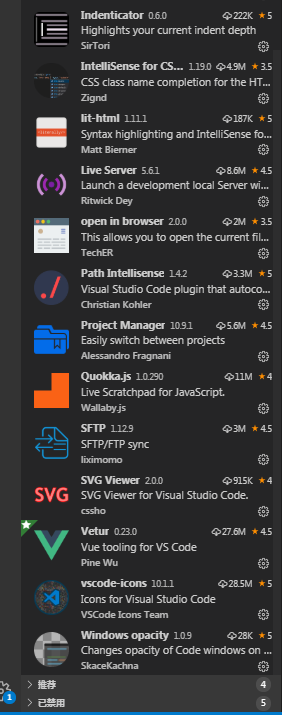 Indenticator 0.6.0 222K ★ 5
Highlights your current indent depth
SirTori
IntelliSense for CS... 1.19.0 4.9M ★ 3.5
CSS class name completion for the HT...
Zignd
lit-html 1.11.1 187K ★ 5
Syntax highlighting and IntelliSense fo...
Matt Bierner
Live Server 5.6.1 8.6M ★ 4.5
Launch a development local Server wi...
Ritwick Dey
open in browser 2.0.0 2M ★ 3.5
This allows you to open the current fil...
TechER
Path Intellisense 1.4.2 3.3M ★ 5
Visual Studio Code plugin that autoco...
Christian Kohler
Project Manager 10.9.1 5.6M ★ 4.5
Easily switch between projects
Alessandro Fragnani
Quokka.js 1.0.290 11M ★ 4
Live Scratchpad for JavaScript.
Wallaby.js
SFTP 1.12.9 3M ★ 4.5
SFTP/FTP sync
liximomo
SVG
SVG Viewer 2.0.0 915K ★ 4
SVG Viewer for Visual Studio Code.
cssho
Vetur 0.23.0 27.6M ★ 4.5
Vue tooling for VS Code
Pine Wu
vscode-icons 10.1.1 28.5M ★ 5
Icons for Visual Studio Code
VSCode Icons Team
Windows opacity 1.0.9 28K ★ 5
Changes opacity of Code windows on ...
SkaceKachna
推荐 4
1
已禁用 5